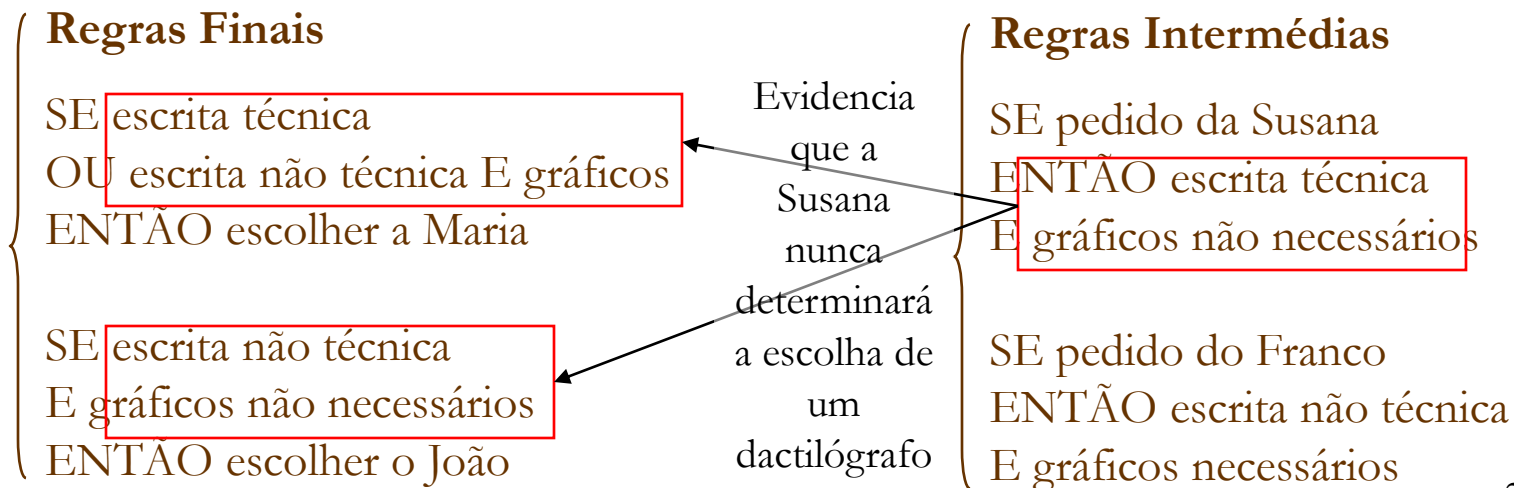 Regras Finais
SE escrita técnica
OU escrita não técnica E gráficos
ENTÃO escolher a Maria
SE escrita não técnica
E gráficos não necessários
ENTÃO escolher o João
Evidencia
que a
Susana
nunca
determinará
a escolha de
um
dactilógrafo
Regras Intermédias
SE pedido da Susana
ENTÃO escrita técnica
E gráficos não necessários
SE pedido do Franco
ENTÃO escrita não técnica
E gráficos necessários